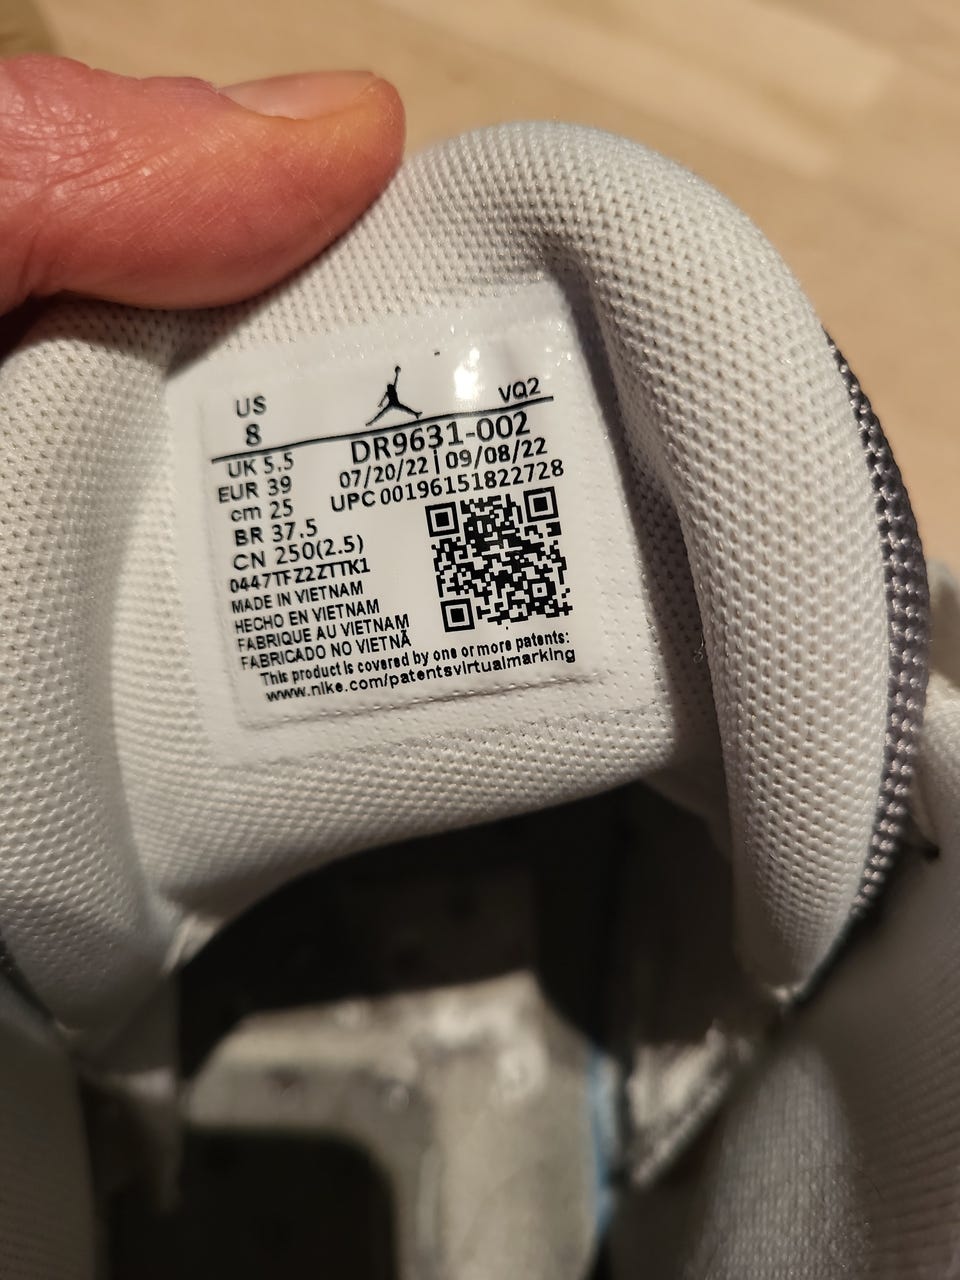 US
8
VQ2
UK 5.5
EUR 39
cm 25
BR 37.5
CN 250(2.5)
DR9631-002
07/20/22 | 09/08/22
UPC 00196151822728
0447TFZ2ZTTK1
MADE IN VIETNAM
HECHO EN VIETNAM
FABRIQUE AU VIETNAM
FABRICADO NO VIETNÃ
This product is covered by one or more patents:
www.nike.com/patentsvirtualmarking